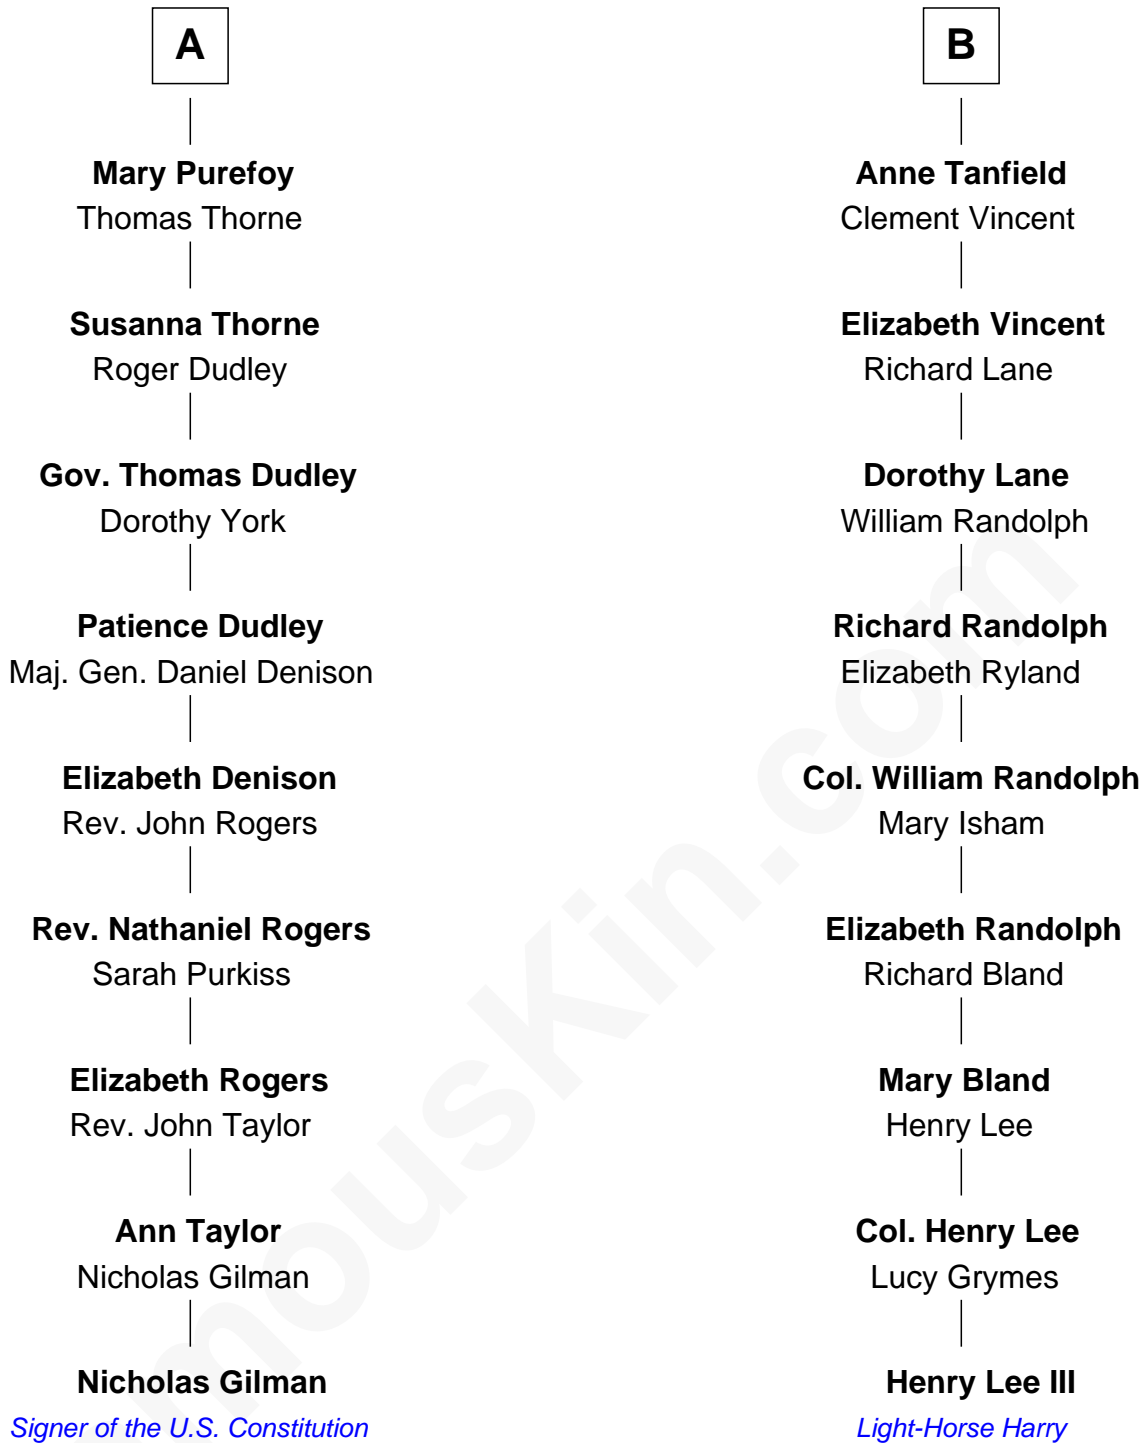 A
Mary Purefoy
Thomas Thorne
Susanna Thorne
Roger Dudley
Gov. Thomas Dudley
Dorothy York
Patience Dudley
Maj. Gen. Daniel Denison
Elizabeth Denison
Rev. John Rogers
Rev. Nathaniel Rogers
Sarah Purkiss
Elizabeth Rogers
Rev. John Taylor
Ann Taylor
Nicholas Gilman
Nicholas Gilman
Signer of the U.S. Constitution
B
Anne Tanfield
Clement Vincent
Elizabeth Vincent
Richard Lane
Dorothy Lane
William Randolph
Richard Randolph
Elizabeth Ryland
Col. William Randolph
Mary Isham
Elizabeth Randolph
Richard Bland
Mary Bland
Henry Lee
Col. Henry Lee
Lucy Grymes
Henry Lee III
Light-Horse Harry
mouskin.com